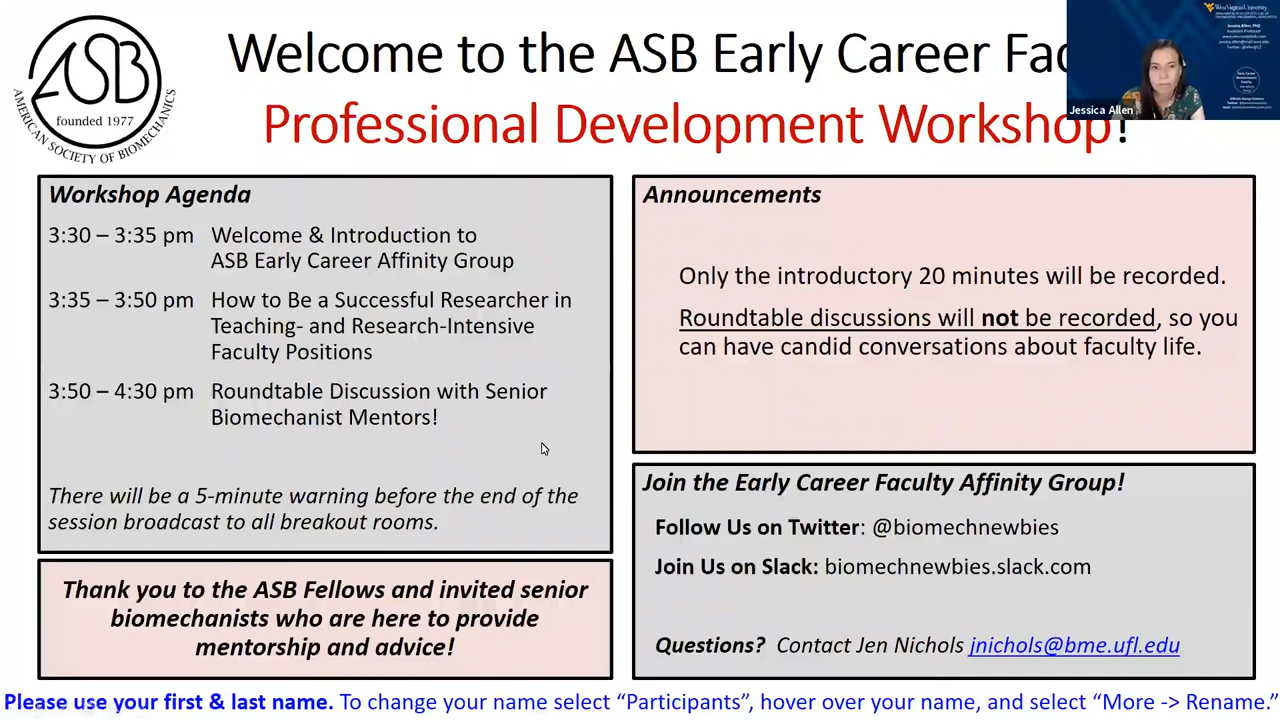 ASB
founded 1977
AMERICAN SOCIETY OF BIOMECHANICS
Welcome to the ASB Early Career Fac
Professional Development Workshop!
West Virginia University
Jessica Allen, PhD
Assistant Professor
Jessica Allen
Workshop Agenda
3:30 – 3:35 pm Welcome & Introduction to
ASB Early Career Affinity Group
3:35 – 3:50 pm How to Be a Successful Researcher in
Teaching- and Research-Intensive
Faculty Positions
3:50 – 4:30 pm Roundtable Discussion with Senior
Biomechanist Mentors!
There will be a 5-minute warning before the end of the
session broadcast to all breakout rooms.
Thank you to the ASB Fellows and invited senior
biomechanists who are here to provide
mentorship and advice!
Announcements
Only the introductory 20 minutes will be recorded.
Roundtable discussions will not be recorded, so you
can have candid conversations about faculty life.
Join the Early Career Faculty Affinity Group!
Follow Us on Twitter: @biomechnewbies
Join Us on Slack: biomechnewbies.slack.com
Questions? Contact Jen Nichols jnichols@bme.ufl.edu
Please use your first & last name. To change your name select “Participants”, hover over your name, and select “More -> Rename.”